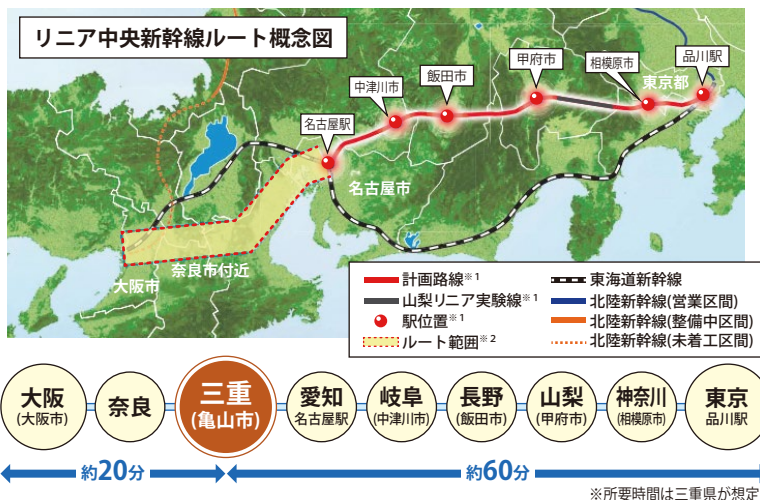 リニア中央新幹線ルート概念図
品川駅
東京都
相模原市
甲府市
飯田市
中津川市
名古屋駅
名古屋市
奈良市付近
大阪市
計画路線※1
山梨リニア実験線※1
駅位置※1
ルート範囲※2
東海道新幹線
北陸新幹線(営業区間)
北陸新幹線(整備中区間)
北陸新幹線(未着工区間)
大阪
(大阪市)
奈良
三重
(亀山市)
愛知
名古屋駅
岐阜
(中津川市)
長野
(飯田市)
山梨
(甲府市)
神奈川
(相模原市)
東京
品川駅
約20分
約60分
※所要時間は三重県が想定